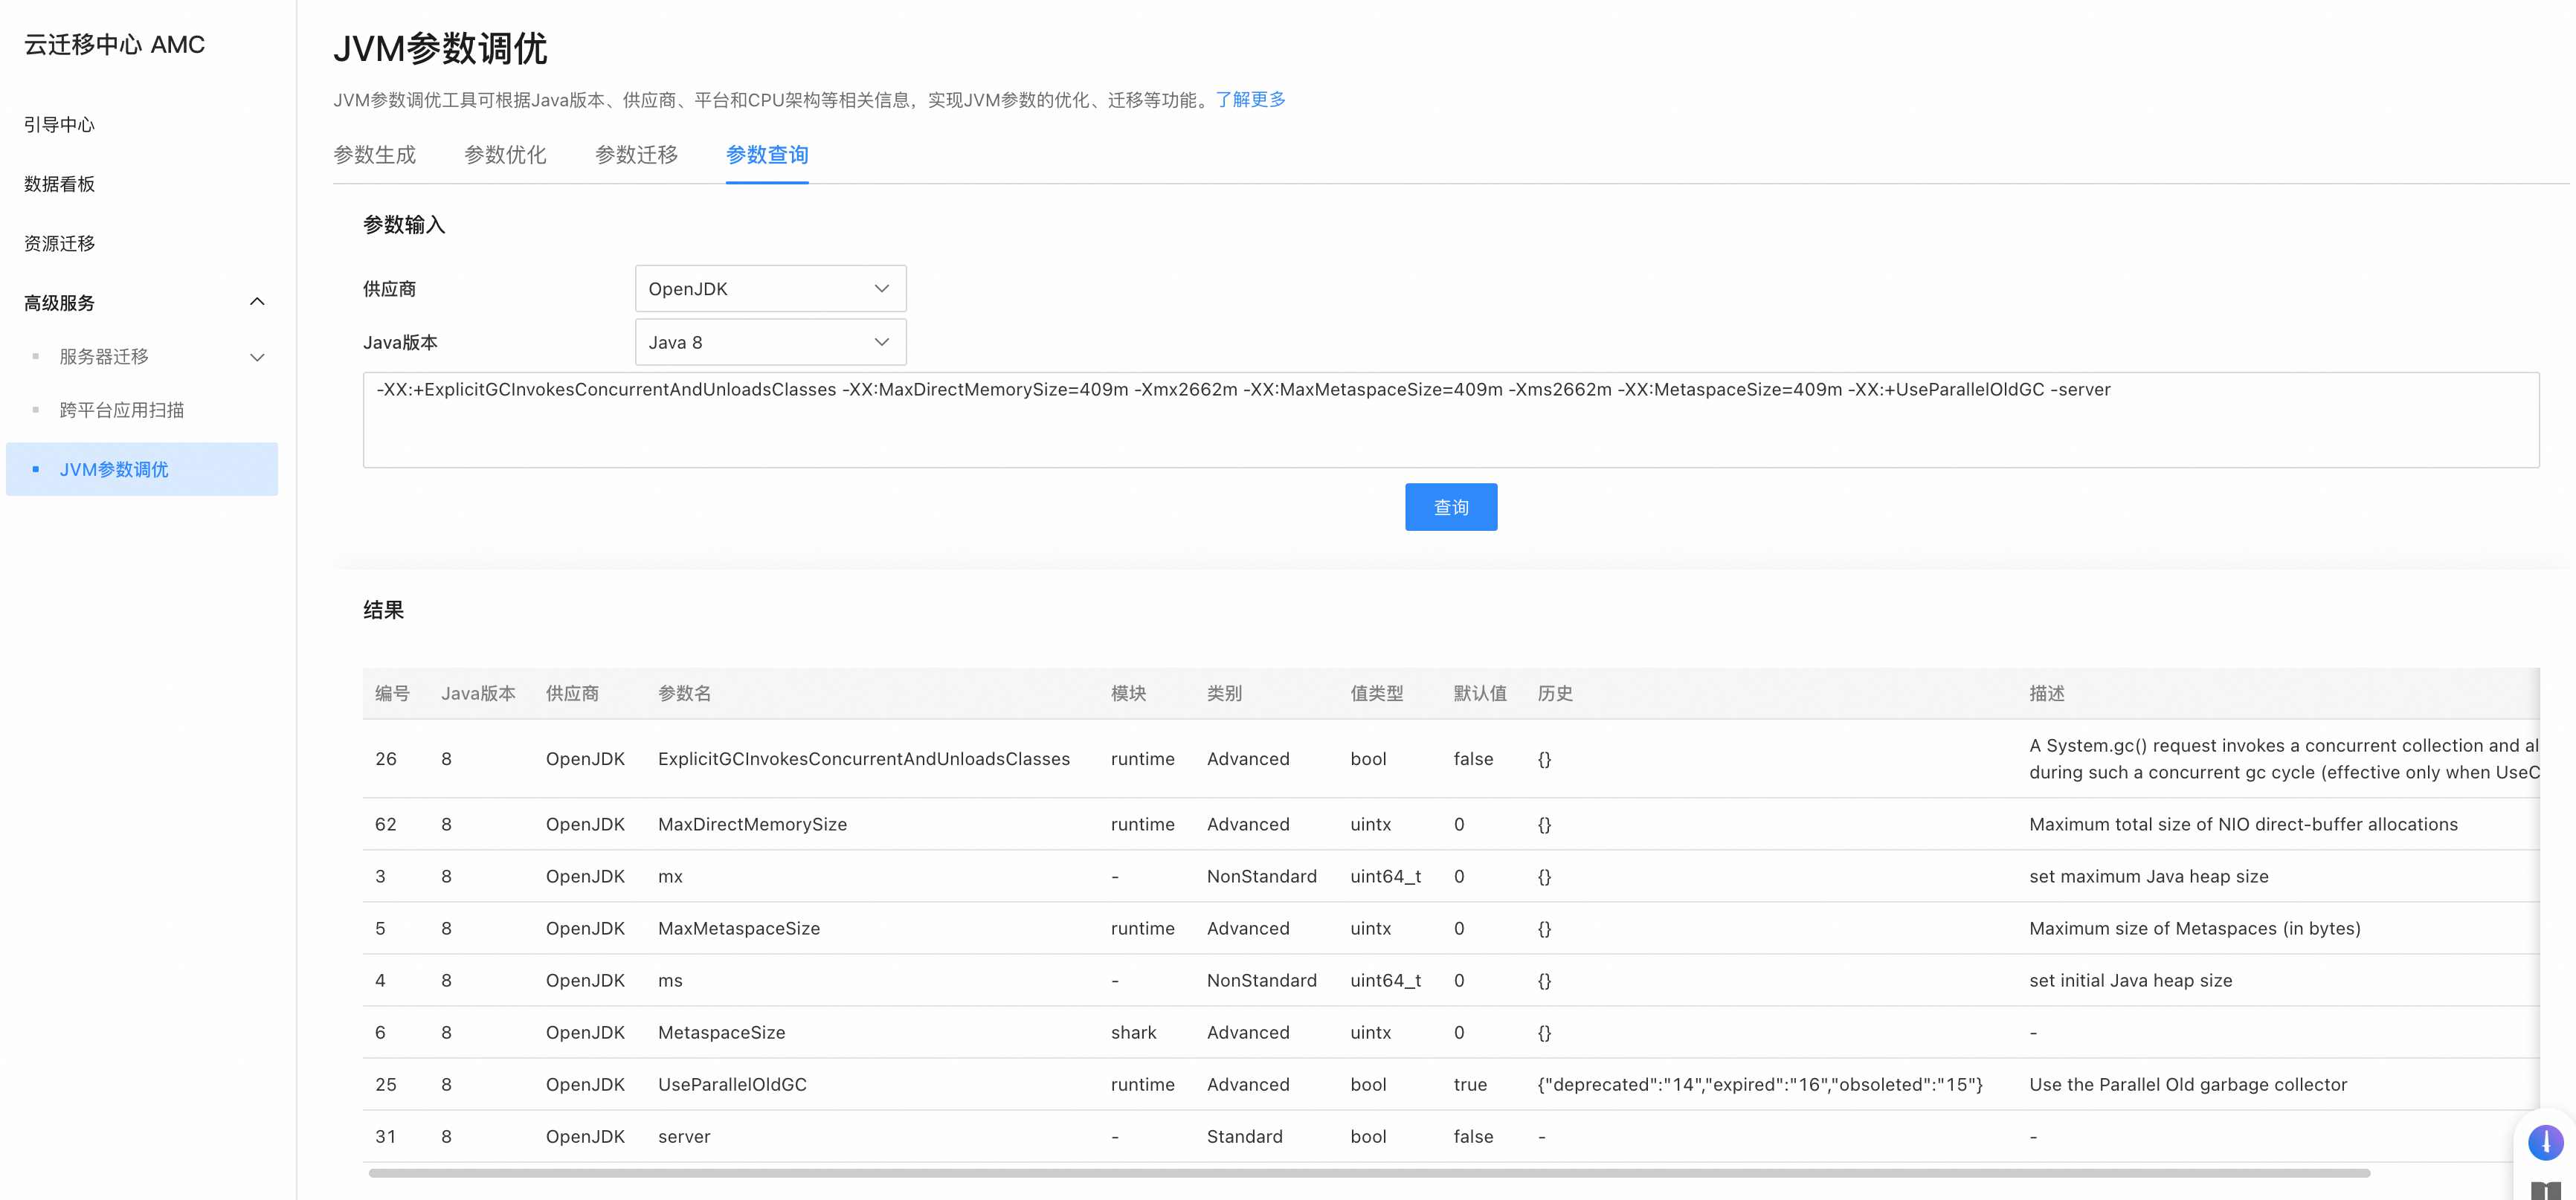 云迁移中心 AMC
引导中心
数据看板
资源迁移
高级服务
服务器迁移
跨平台应用扫描
JVM参数调优
JVM参数调优
JVM参数调优工具可根据Java版本、供应商、平台和CPU架构等相关信息，实现JVM参数的优化、迁移等功能。了解更多
参数生成 参数优化 参数迁移 参数查询
参数输入
供应商 OpenJDK
Java版本 Java 8
-XX:+ExplicitGCInvokesConcurrentAndUnloadsClasses -XX:MaxDirectMemorySize=409m -Xmx2662m -XX:MaxMetaspaceSize=409m -Xms2662m -XX:MetaspaceSize=409m -XX:+UseParallelOldGC -server
查询
结果
编号 Java版本 供应商 参数名 模块 类别 值类型 默认值 历史 描述
26 8 OpenJDK ExplicitGCInvokesConcurrentAndUnloadsClasses runtime Advanced bool false {} A System.gc() request invokes a concurrent collection and al
during such a concurrent gc cycle (effective only when UseC
62 8 OpenJDK MaxDirectMemorySize runtime Advanced uintx 0 {} Maximum total size of NIO direct-buffer allocations
3 8 OpenJDK mx - NonStandard uint64_t 0 {} set maximum Java heap size
5 8 OpenJDK MaxMetaspaceSize runtime Advanced uintx 0 {} Maximum size of Metaspaces (in bytes)
4 8 OpenJDK ms - NonStandard uint64_t 0 {} set initial Java heap size
6 8 OpenJDK MetaspaceSize shark Advanced uintx 0 {} -
25 8 OpenJDK UseParallelOldGC runtime Advanced bool true {"deprecated":"14","expired":"16","obsoleted":"15"} Use the Parallel Old garbage collector
31 8 OpenJDK server - Standard bool false - -